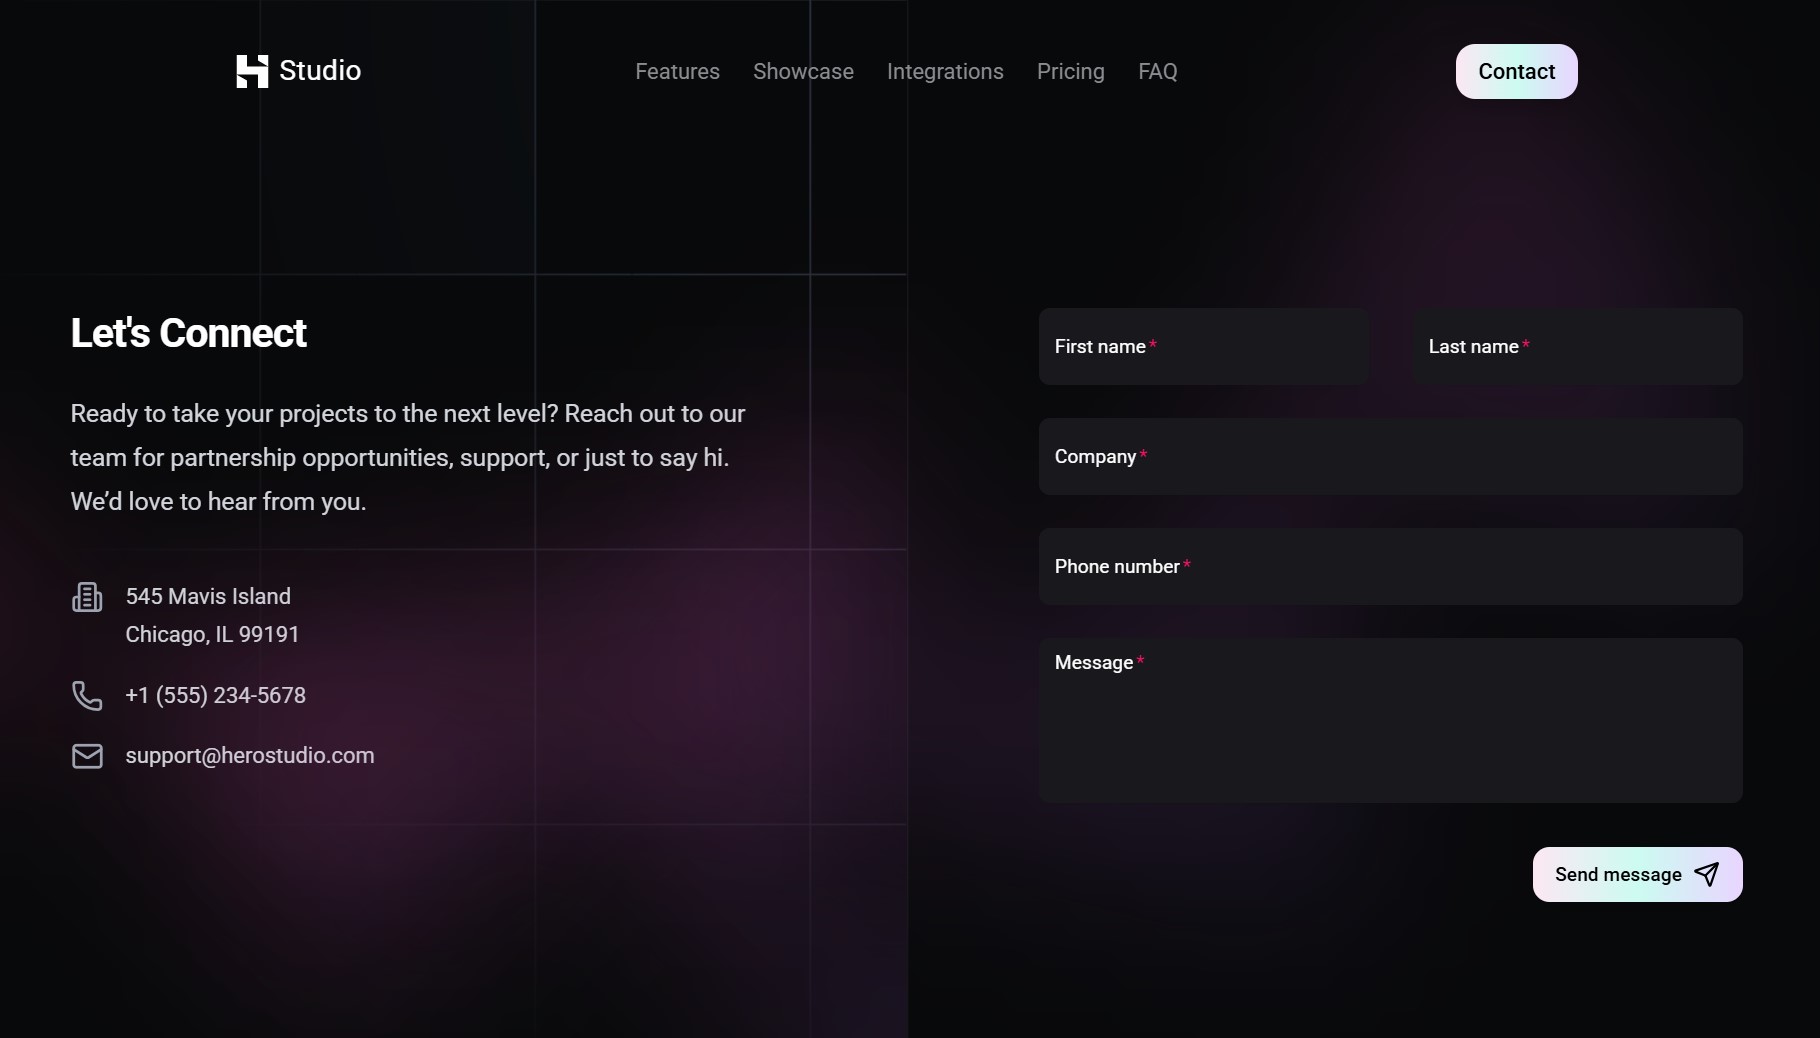 Studio
Features
Showcase
Integrations
Pricing
FAQ
Contact
Let's Connect
Ready to take your projects to the next level? Reach out to our
team for partnership opportunities, support, or just to say hi.
We’d love to hear from you.
545 Mavis Island
Chicago, IL 99191
+1 (555) 234-5678
support@herostudio.com
First name*
Last name*
Company*
Phone number*
Message*
Send message